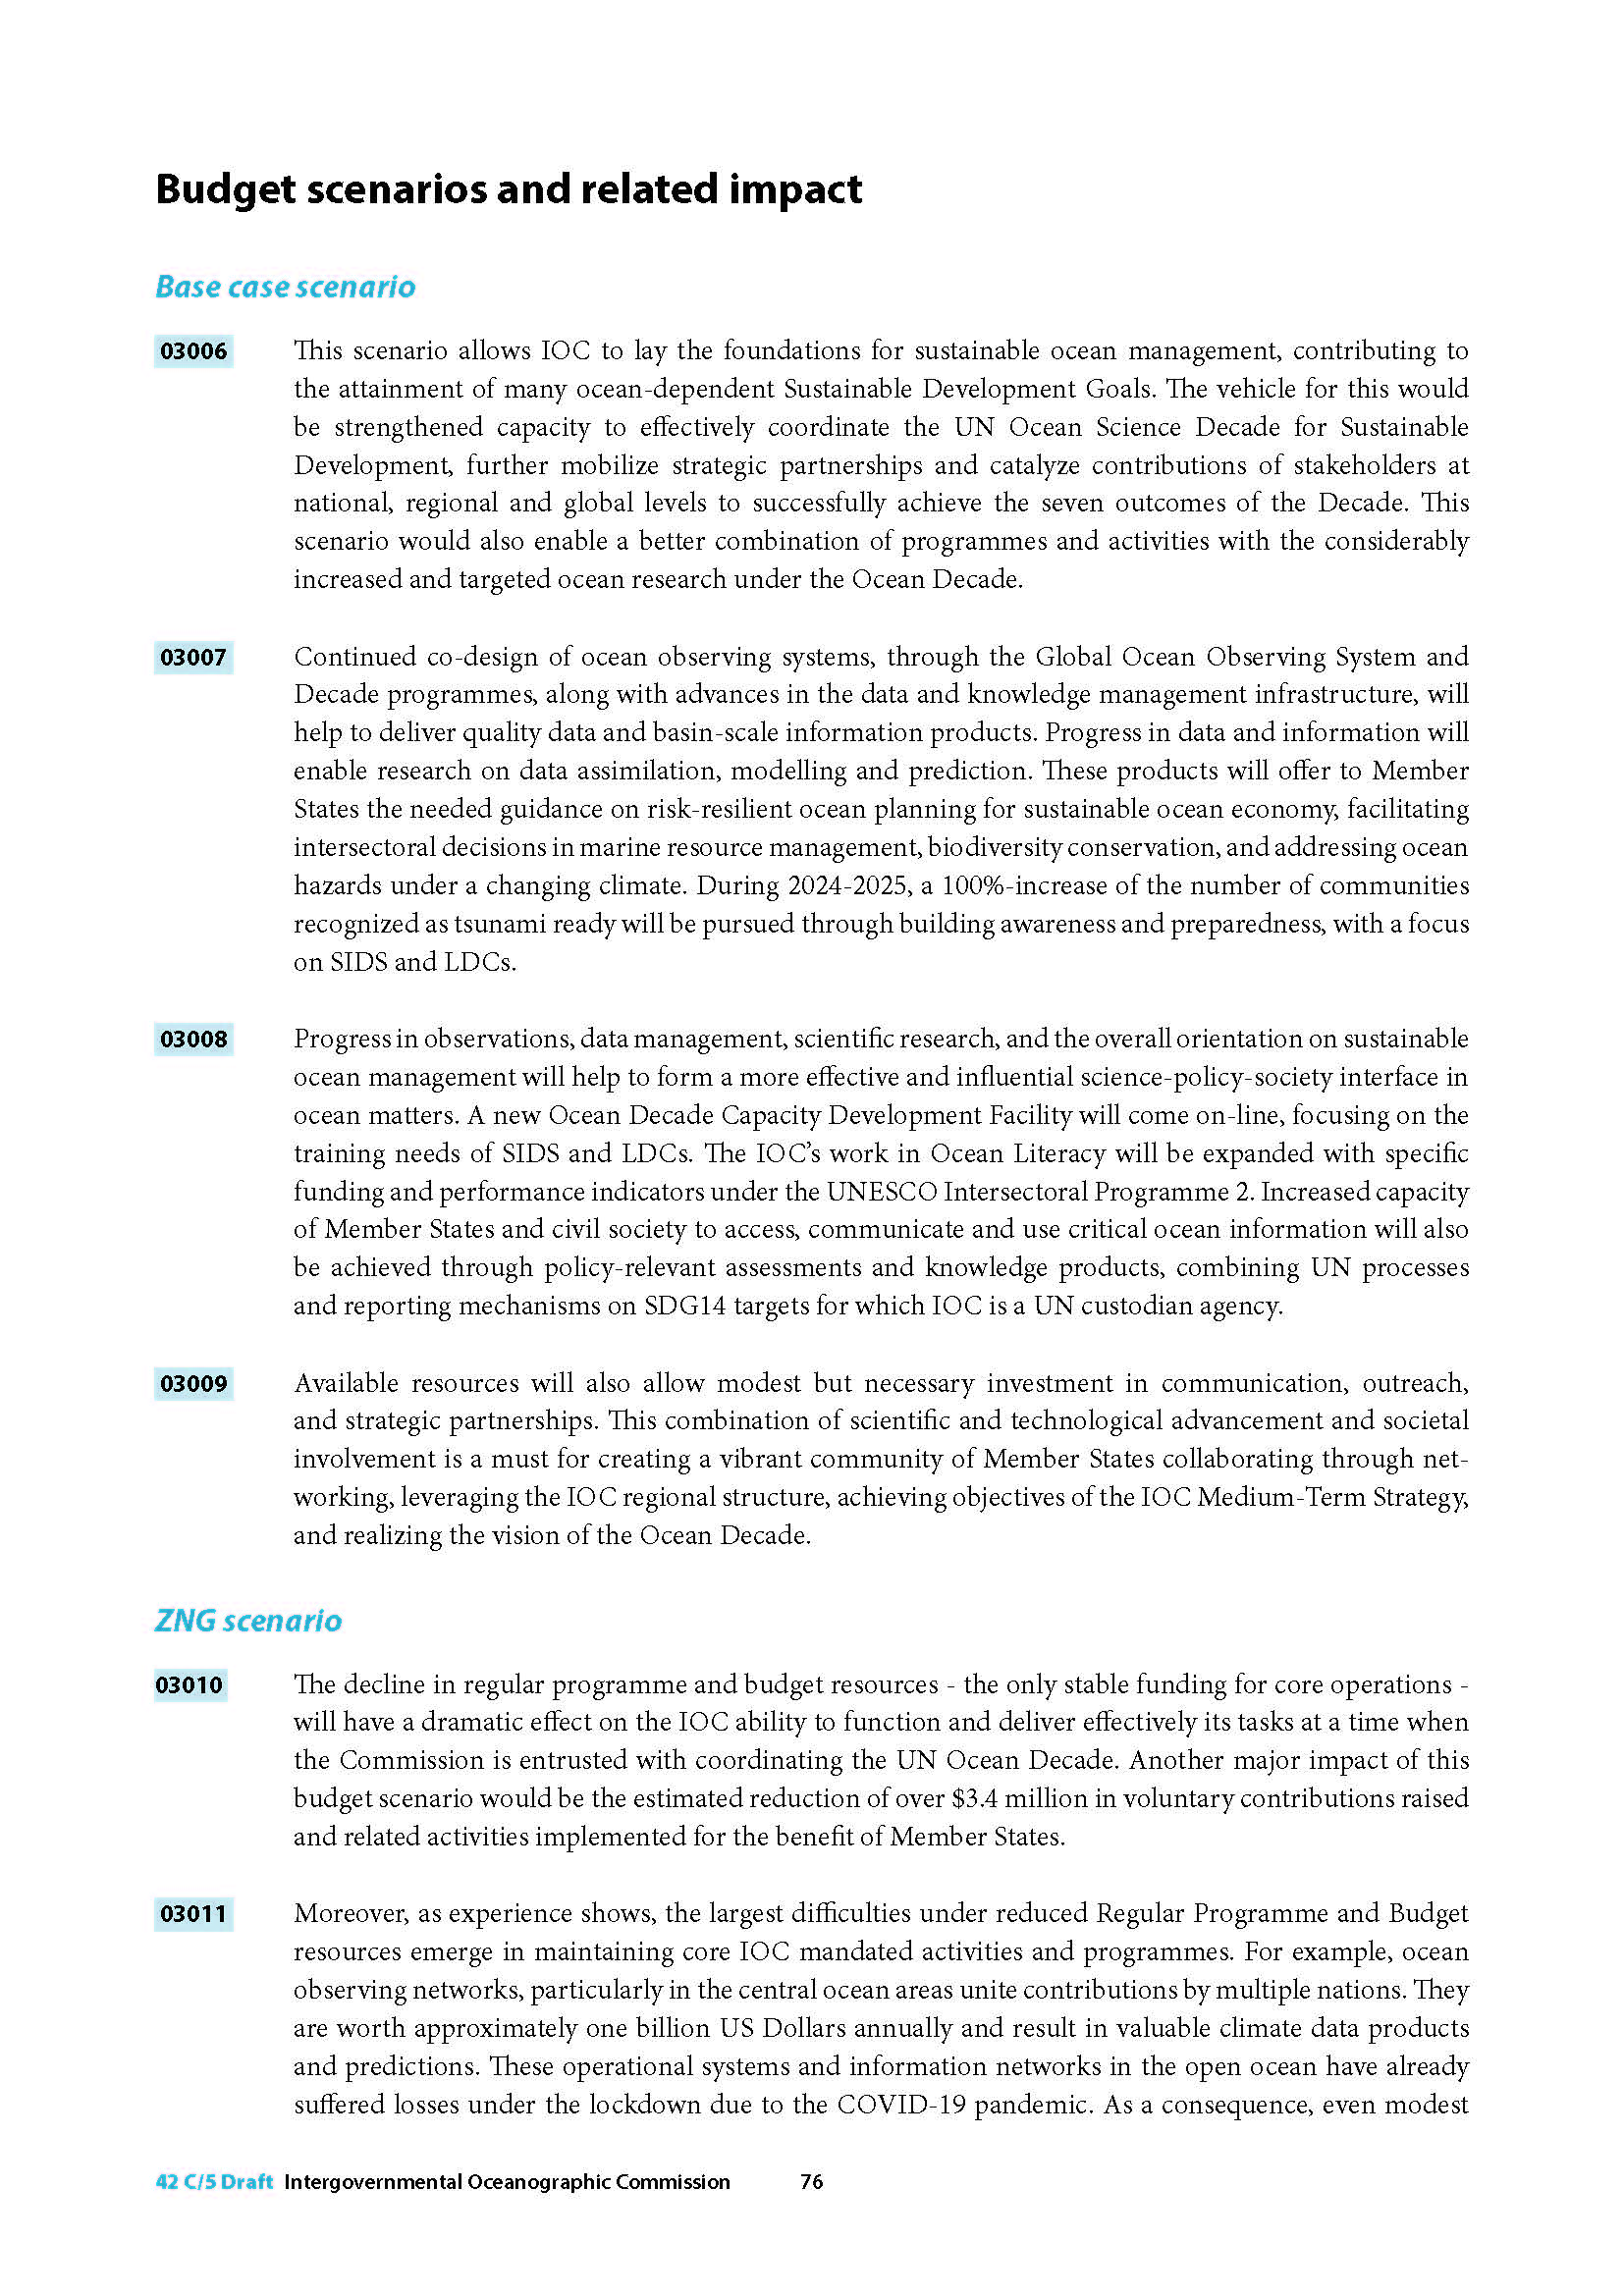 Budget scenarios and related impact
Base case scenario
03006 This scenario allows IOC to lay the foundations for sustainable ocean management, contributing to
the attainment of many ocean-dependent Sustainable Development Goals. The vehicle for this would
be strengthened capacity to effectively coordinate the UN Ocean Science Decade for Sustainable
Development, further mobilize strategic partnerships and catalyze contributions of stakeholders at
national, regional and global levels to successfully achieve the seven outcomes of the Decade. This
scenario would also enable a better combination of programmes and activities with the considerably
increased and targeted ocean research under the Ocean Decade.
03007 Continued co-design of ocean observing systems, through the Global Ocean Observing System and
Decade programmes, along with advances in the data and knowledge management infrastructure, will
help to deliver quality data and basin-scale information products. Progress in data and information will
enable research on data assimilation, modelling and prediction. These products will offer to Member
States the needed guidance on risk-resilient ocean planning for sustainable ocean economy, facilitating
intersectoral decisions in marine resource management, biodiversity conservation, and addressing ocean
hazards under a changing climate. During 2024-2025, a 100%-increase of the number of communities
recognized as tsunami ready will be pursued through building awareness and preparedness, with a focus
on SIDS and LDCs.
03008 Progress in observations, data management, scientific research, and the overall orientation on sustainable
ocean management will help to form a more effective and influential science-policy-society interface in
ocean matters. A new Ocean Decade Capacity Development Facility will come on-line, focusing on the
training needs of SIDS and LDCs. The IOC’s work in Ocean Literacy will be expanded with specific
funding and performance indicators under the UNESCO Intersectoral Programme 2. Increased capacity
of Member States and civil society to access, communicate and use critical ocean information will also
be achieved through policy-relevant assessments and knowledge products, combining UN processes
and reporting mechanisms on SDG14 targets for which IOC is a UN custodian agency.
03009 Available resources will also allow modest but necessary investment in communication, outreach,
and strategic partnerships. This combination of scientific and technological advancement and societal
involvement is a must for creating a vibrant community of Member States collaborating through net-
working, leveraging the IOC regional structure, achieving objectives of the IOC Medium-Term Strategy,
and realizing the vision of the Ocean Decade.
ZNG scenario
03010 The decline in regular programme and budget resources - the only stable funding for core operations -
will have a dramatic effect on the IOC ability to function and deliver effectively its tasks at a time when
the Commission is entrusted with coordinating the UN Ocean Decade. Another major impact of this
budget scenario would be the estimated reduction of over $3.4 million in voluntary contributions raised
and related activities implemented for the benefit of Member States.
03011 Moreover, as experience shows, the largest difficulties under reduced Regular Programme and Budget
resources emerge in maintaining core IOC mandated activities and programmes. For example, ocean
observing networks, particularly in the central ocean areas unite contributions by multiple nations. They
are worth approximately one billion US Dollars annually and result in valuable climate data products
and predictions. These operational systems and information networks in the open ocean have already
suffered losses under the lockdown due to the COVID-19 pandemic. As a consequence, even modest
42 C/5 Draft Intergovernmental Oceanographic Commission 76